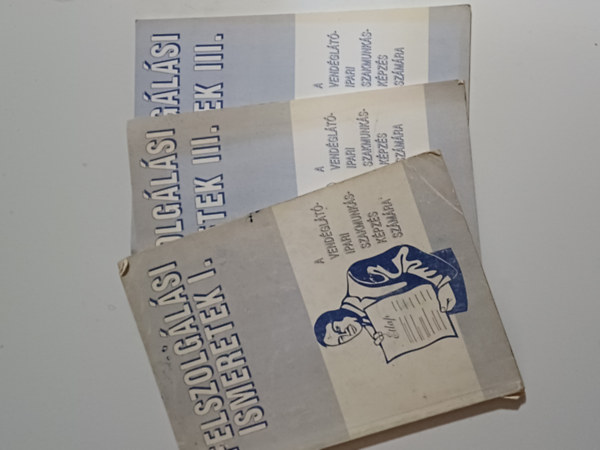 GÁLÁSI
EK III.
A
VENDÉGLÁTÓ-
IPARI
SZAKMUNKÁS-
KÉPZÉS
SZÁMÁRA
ZOLGÁLÁSI
ETEK III.
A
VENDÉGLÁTÓ-
IPARI
SZAKMUNKÁS-
KÉPZÉS
SZÁMÁRA
FELSZOLGÁLÁSI
ISMERETEK I.
A
VENDÉGLÁTÓ-
IPARI
SZAKMUNKÁS-
KÉPZÉS
SZÁMÁRA
Étlap